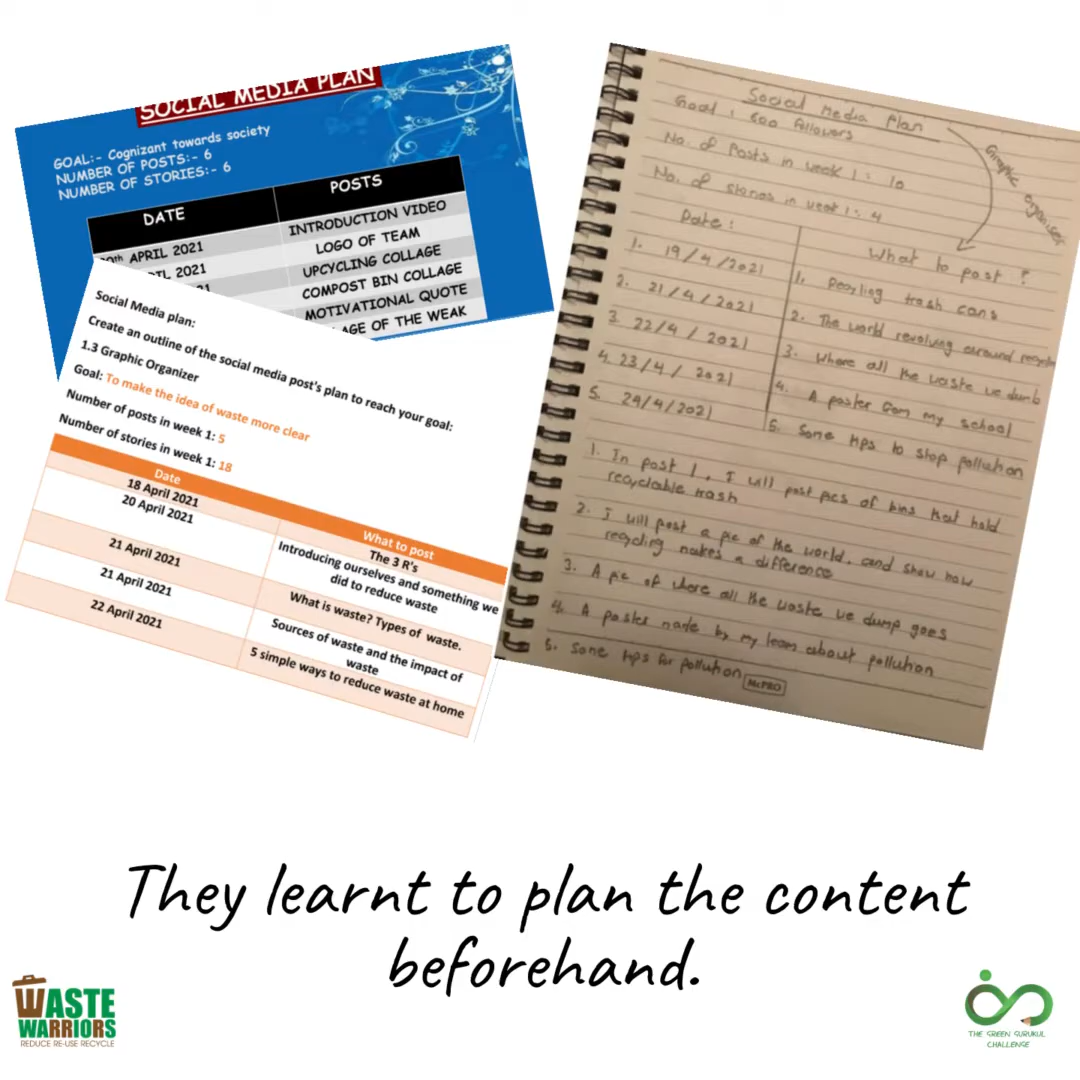 SOCIAL MEDIA PLAN
GOAL:- Cognizant towards society
NUMBER OF POSTS:- 6
NUMBER OF STORIES:- 6
DATE POSTS
APRIL 2021 INTRODUCTION VIDEO
2021 LOGO OF TEAM
UPCYCLING COLLAGE
COMPOST BIN COLLAGE
MOTIVATIONAL QUOTE
OF THE WEAK
Social Media plan:
Create an outline of the social media post's plan to reach your goal:
1.3 Graphic Organizer
Goal: To make the idea of waste more clear
Number of posts in week 1: 5
Number of stories in week 1: 18
Date What to post
18 April 2021 The 3 R's
20 April 2021 Introducing ourselves and something we
did to reduce waste
21 April 2021 What is waste? Types of waste.
21 April 2021 Sources of waste and the impact of
waste
22 April 2021 5 simple ways to reduce waste at home
Social Media Plan
Goal : 600 followers
Graphic organiser
No. of Posts in week 1 : 10
No. of stories in week 1 : 4
Date : What to post ?
1. 19/4/2021 1. Recycling trash cans
2. 21/4/2021 2. The world revolving around
3. 22/4/2021 3. Where all the waste we dumb
4. 23/4/2021 4. A poster from my school
5. 24/4/2021 5. Some tips to stop pollution
1. In post 1, I will post pics of bins that hold
recyclable trash
2. I will post a pic of the world, and show how
recycling makes a difference
3. A pic of where all the waste we dump goes
4. A poster made by my team about pollution
5. Some tips for pollution
McPRO
They learnt to plan the content
beforehand.
WASTE
WARRIORS
REDUCE RE-USE RECYCLE
THE GREEN GURUKUL
CHALLENGE